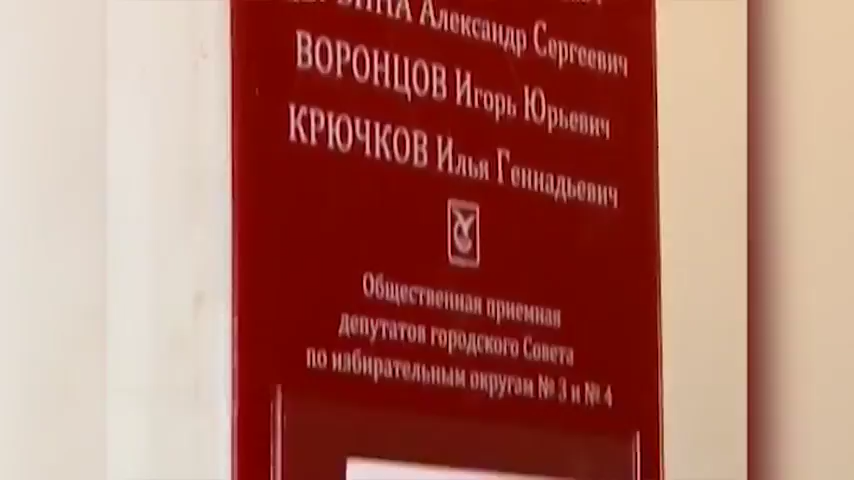 Александр Сергеевич
ВОРОНЦОВ Игорь Юрьевич
КРЮЧКОВ Илья Геннадьевич
Общественная приемная
депутатов городского Совета
по избирательным округам № 3 и № 4